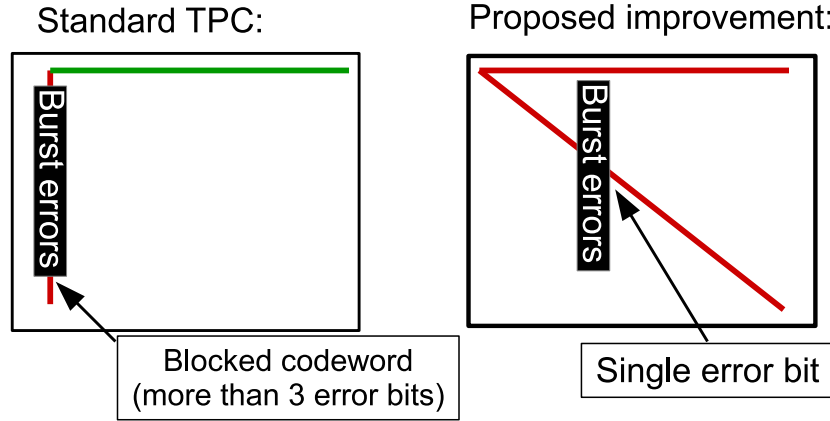 Standard TPC:
Proposed improvement:
Burst errors
Burst errors
Blocked codeword
(more than 3 error bits)
Single error bit